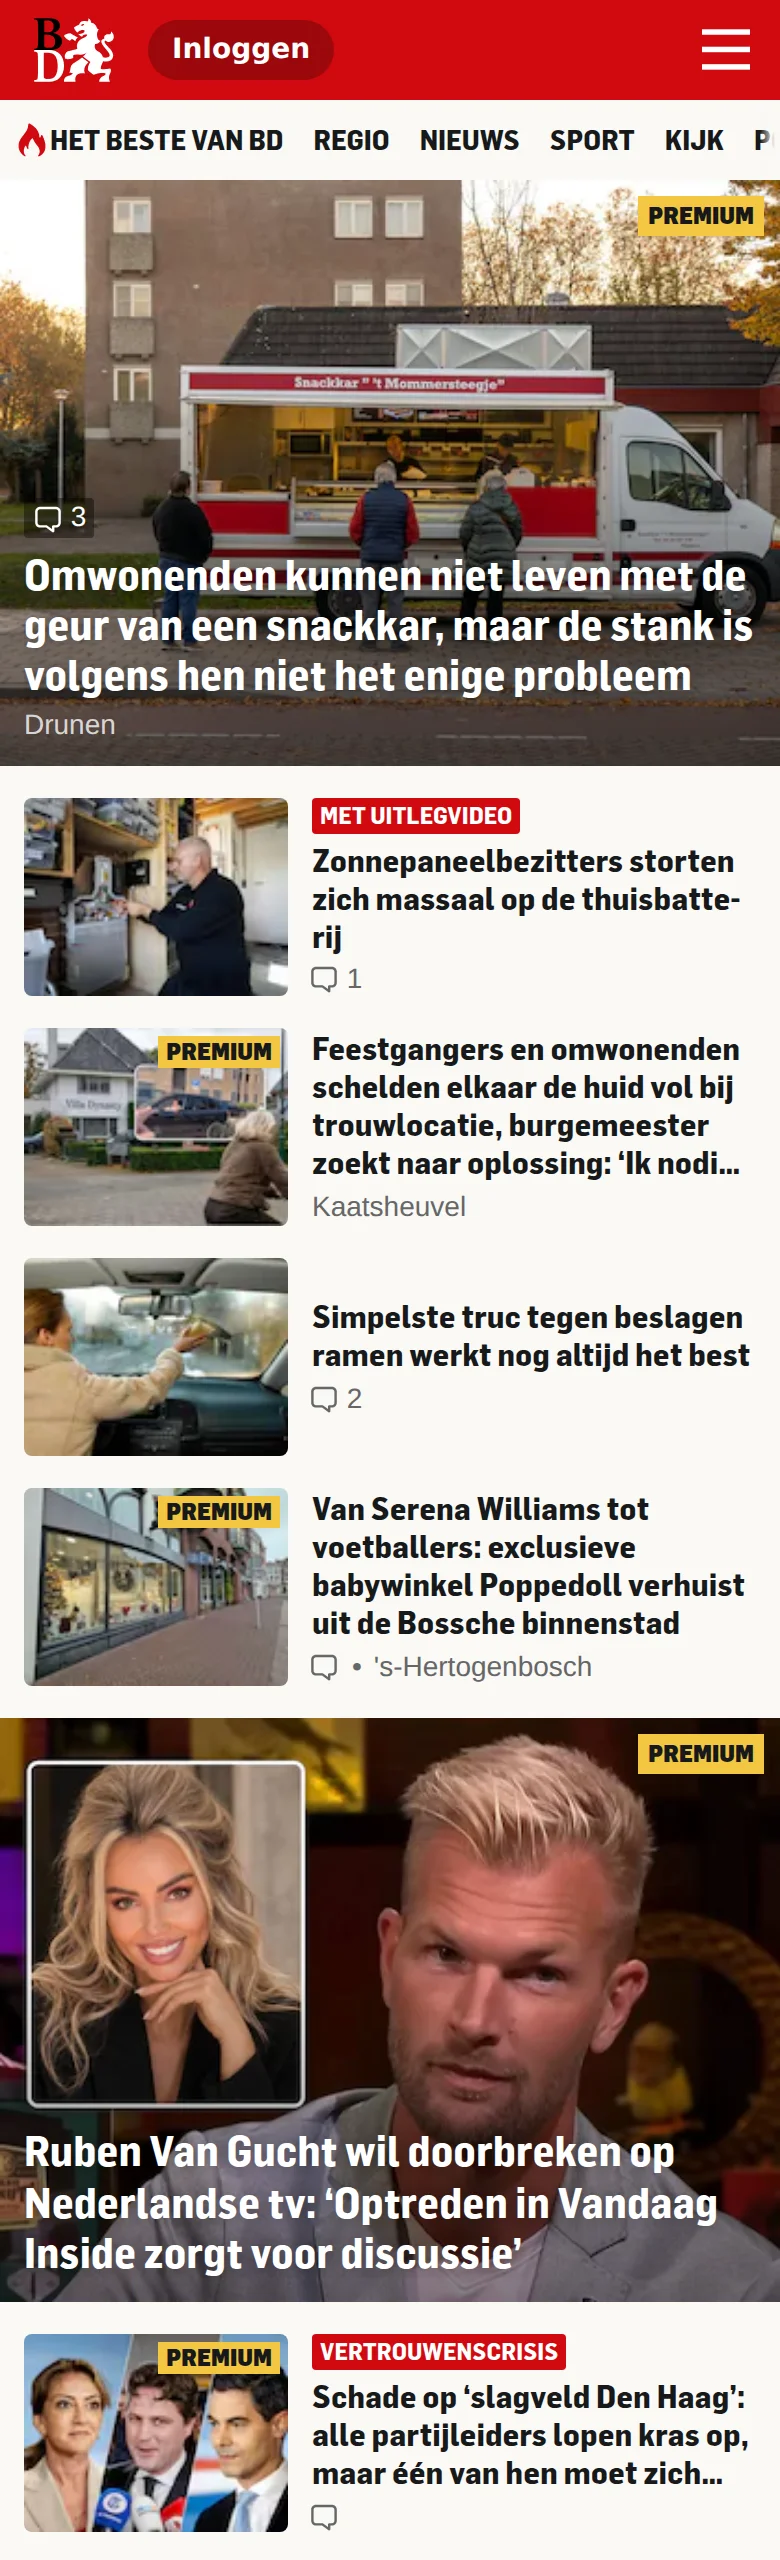 BD
Inloggen
HET BESTE VAN BD REGIO NIEUWS SPORT KIJK
PREMIUM
Snackkar " 't Mommersteegje"
3
Omwonenden kunnen niet leven met de
geur van een snackkar, maar de stank is
volgens hen niet het enige probleem
Drunen
MET UITLEGVIDEO
Zonnepaneelbezitters storten
zich massaal op de thuisbatte-
rij
1
PREMIUM
Villa Dynasty
Feestgangers en omwonenden
schelden elkaar de huid vol bij
trouwlocatie, burgemeester
zoekt naar oplossing: ‘Ik nodi...
Kaatsheuvel
Simpelste truc tegen beslagen
ramen werkt nog altijd het best
2
PREMIUM
Van Serena Williams tot
voetballers: exclusieve
babywinkel Poppedoll verhuist
uit de Bossche binnenstad
• 's-Hertogenbosch
PREMIUM
Ruben Van Gucht wil doorbreken op
Nederlandse tv: ‘Optreden in Vandaag
Inside zorgt voor discussie’
PREMIUM
VERTROUWENSCRISIS
Schade op ‘slagveld Den Haag’:
alle partijleiders lopen kras op,
maar één van hen moet zich...